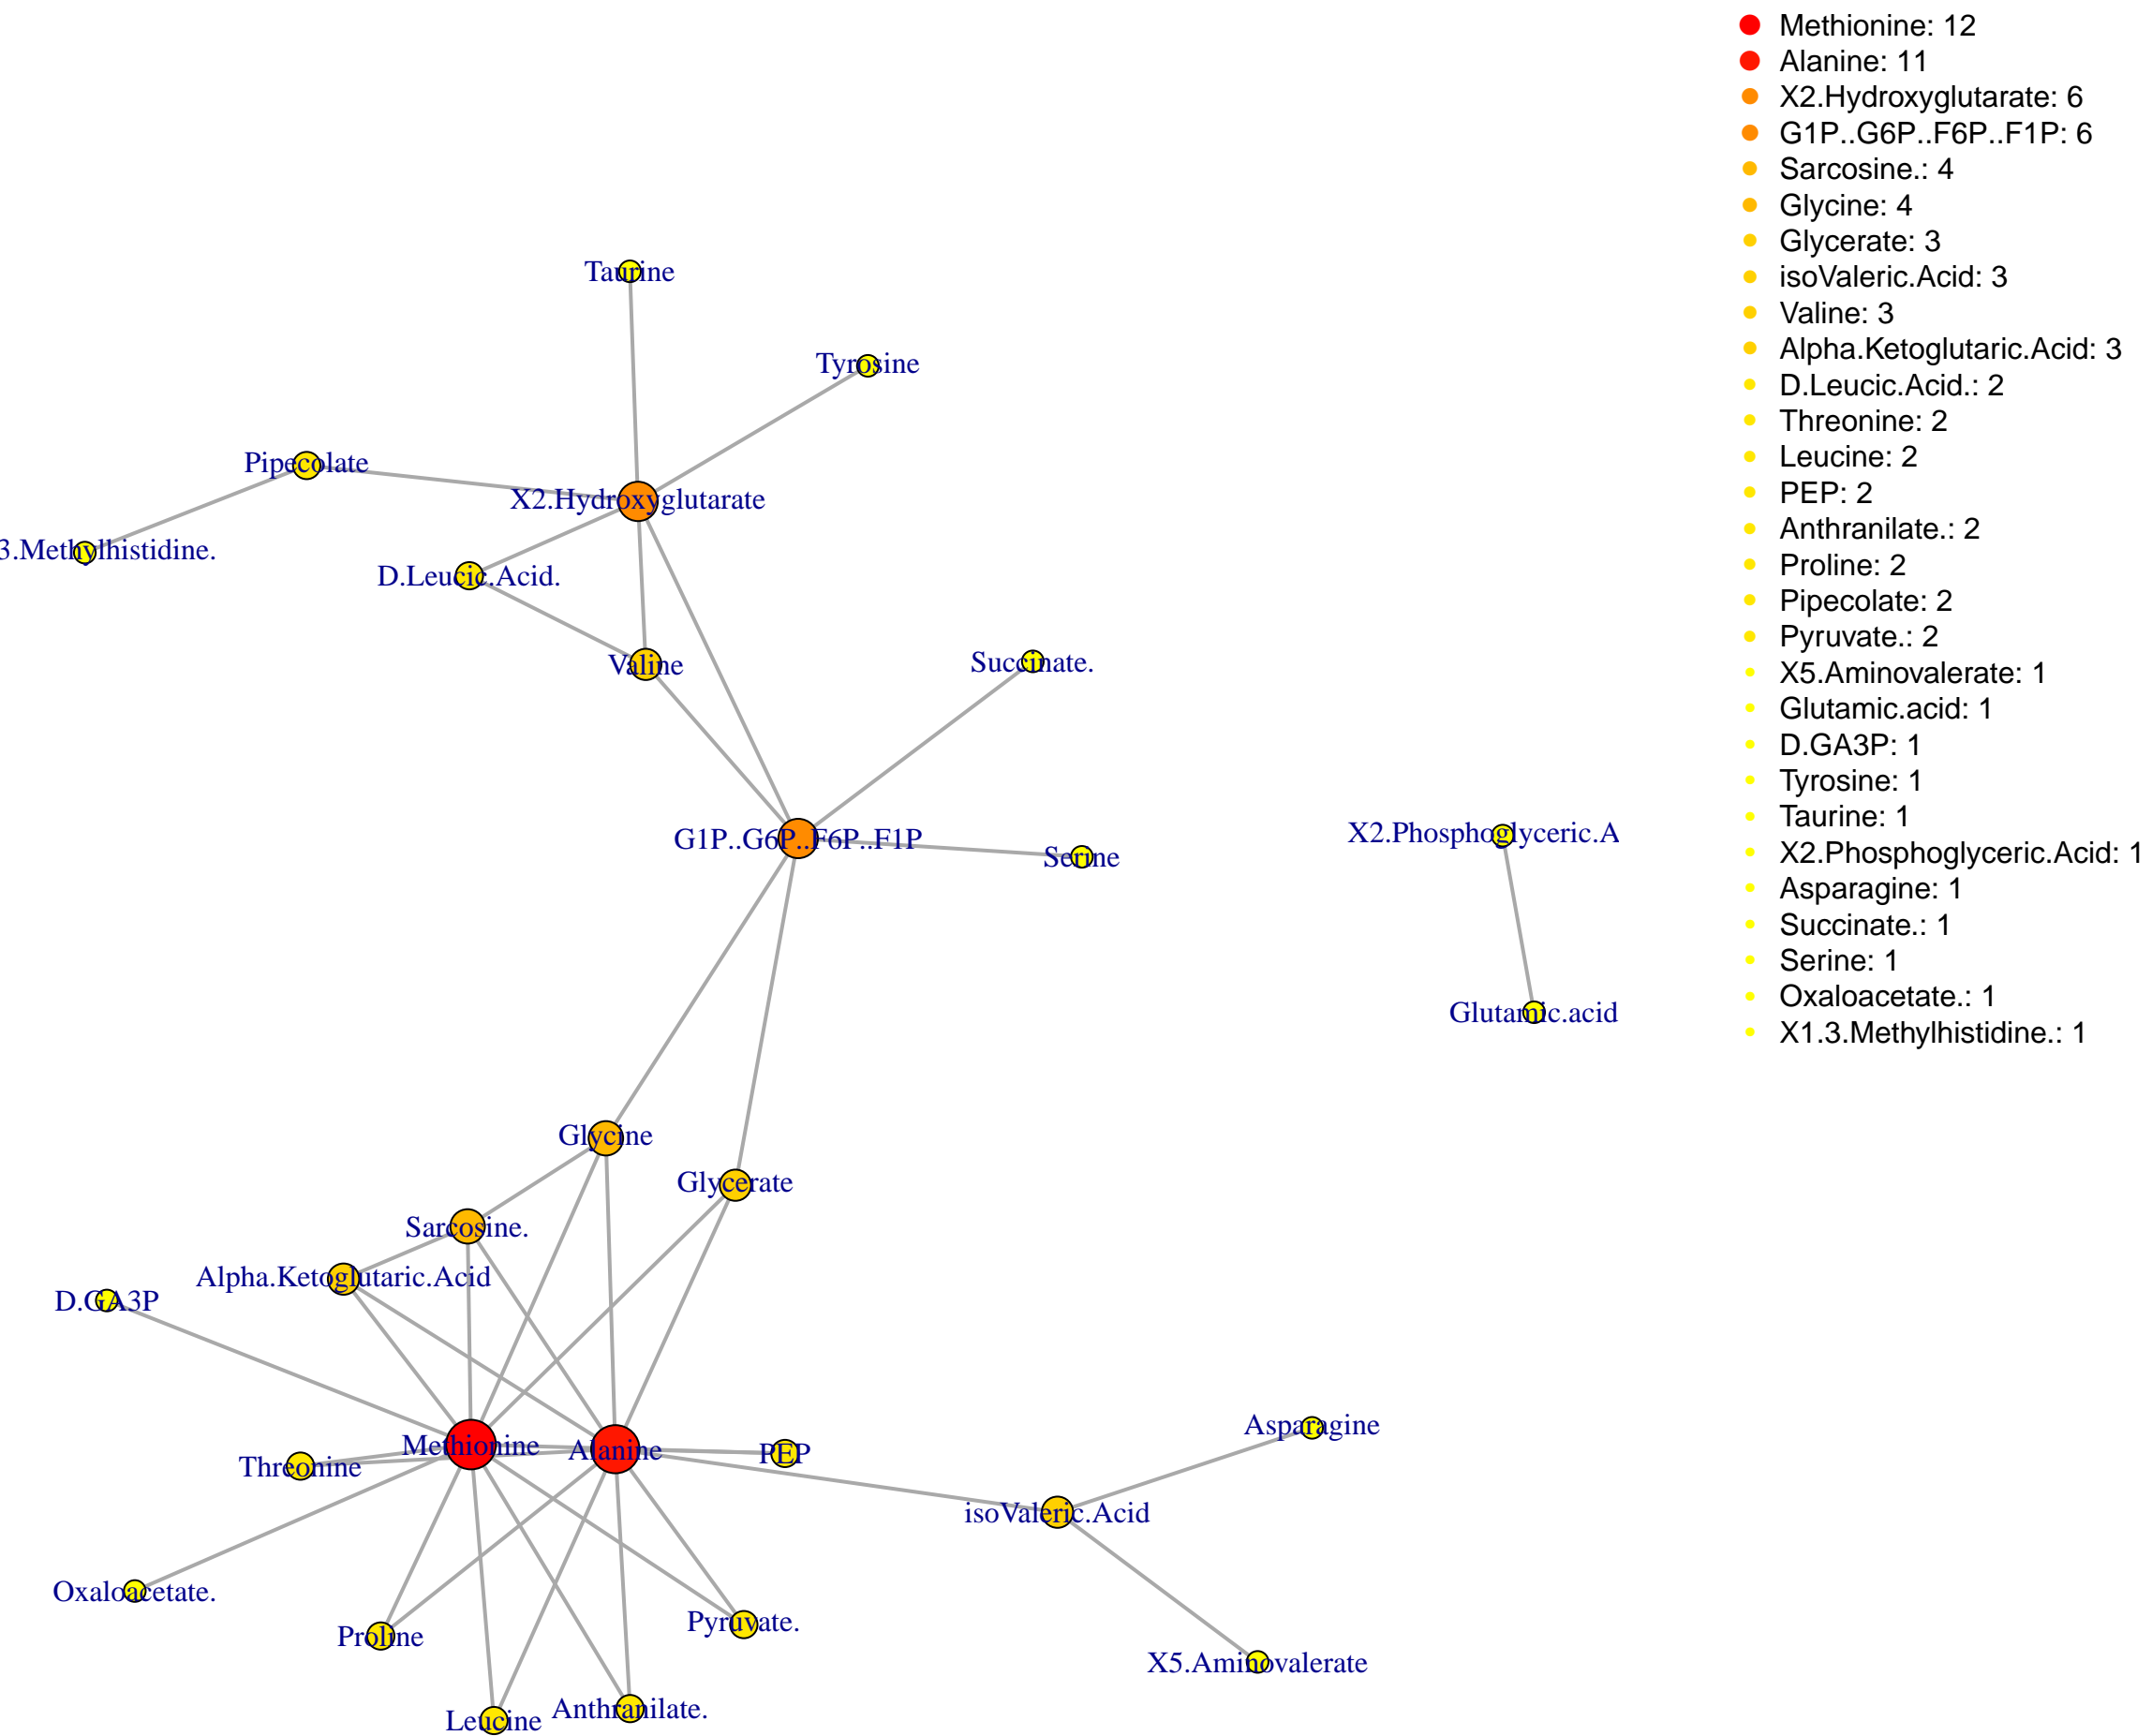 Methionine: 12
Alanine: 11
X2.Hydroxyglutarate: 6
G1P..G6P..F6P..F1P: 6
Sarcosine.: 4
Glycine: 4
Glycerate: 3
isoValeric.Acid: 3
Valine: 3
Alpha.Ketoglutaric.Acid: 3
D.Leucic.Acid.: 2
Threonine: 2
Leucine: 2
PEP: 2
Anthranilate.: 2
Proline: 2
Pipecolate: 2
Pyruvate.: 2
X5.Aminovalerate: 1
Glutamic.acid: 1
D.GA3P: 1
Tyrosine: 1
Taurine: 1
X2.Phosphoglyceric.Acid: 1
Asparagine: 1
Succinate.: 1
Serine: 1
Oxaloacetate.: 1
X1.3.Methylhistidine.: 1
Taurine
Tyrosine
Pipecolate
X2.Hydroxyglutarate
3.Methylhistidine.
D.Leucic.Acid.
Valine
Succinate.
G1P..G6P..F6P..F1P
Serine
X2.Phosphoglyceric.A
Glutamic.acid
Glycine
Glycerate
Sarcosine.
Alpha.Ketoglutaric.Acid
D.GA3P
Methionine
Alanine
PEP
Threonine
Asparagine
isoValeric.Acid
Oxaloacetate.
Proline
Pyruvate.
X5.Aminovalerate
Leucine
Anthranilate.